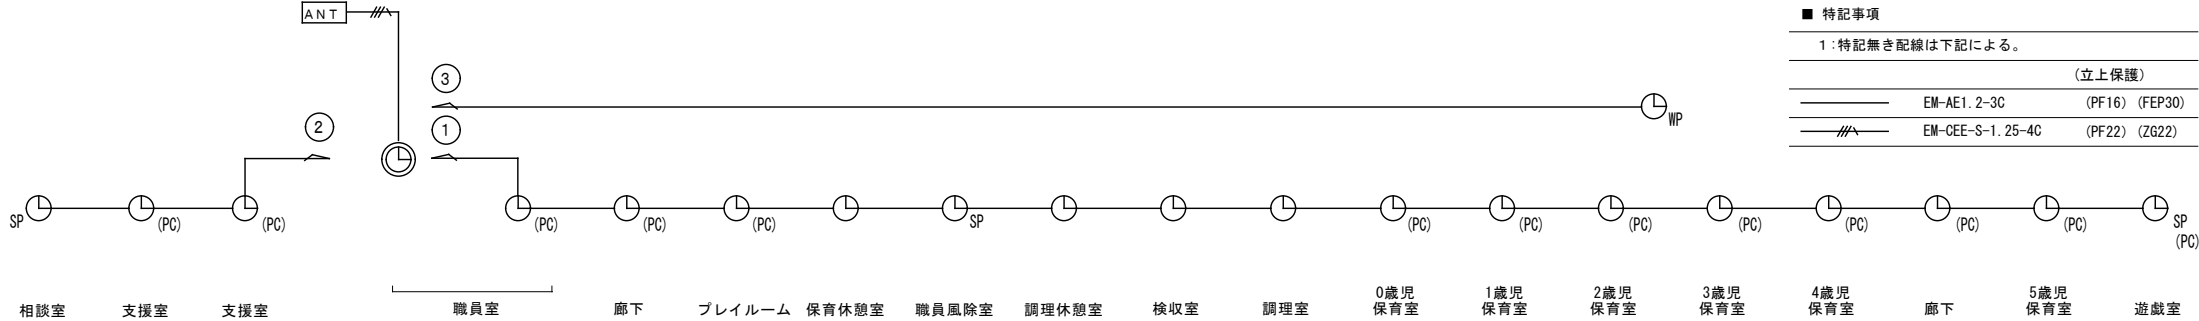 ANT
■ 特記事項
1:特記無き配線は下記による。
(立上保護)
EM-AE1.2-3C (PF16) (FEP30)
EM-CEE-S-1.25-4C (PF22) (ZG22)
③
WP
②
①
SP
(PC)
(PC)
(PC)
(PC)
(PC)
SP
(PC)
(PC)
(PC)
(PC)
(PC)
(PC)
(PC)
SP
(PC)
相談室
支援室
支援室
職員室
廊下
プレイルーム
保育休憩室
職員風除室
調理休憩室
検収室
調理室
0歳児
保育室
1歳児
保育室
2歳児
保育室
3歳児
保育室
4歳児
保育室
廊下
5歳児
保育室
遊戯室